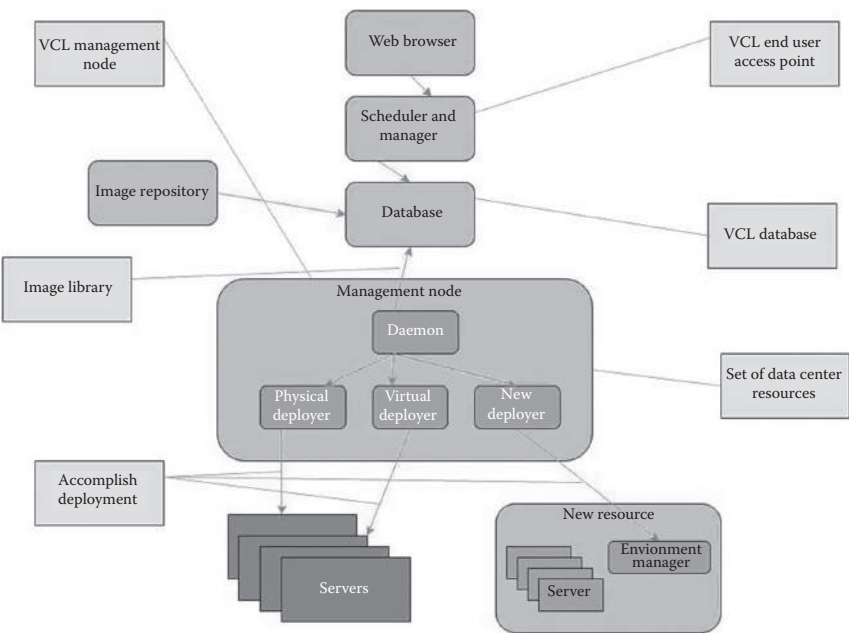 Web browser
VCL management
node
VCL end user
access point
Scheduler and
manager
Image repository
Database
VCL database
Image library
Management node
Daemon
Set of data center
resources
Physical
deployer
Virtual
deployer
New
deployer
Accomplish
deployment
New resource
Envionment
manager
Servers
Server